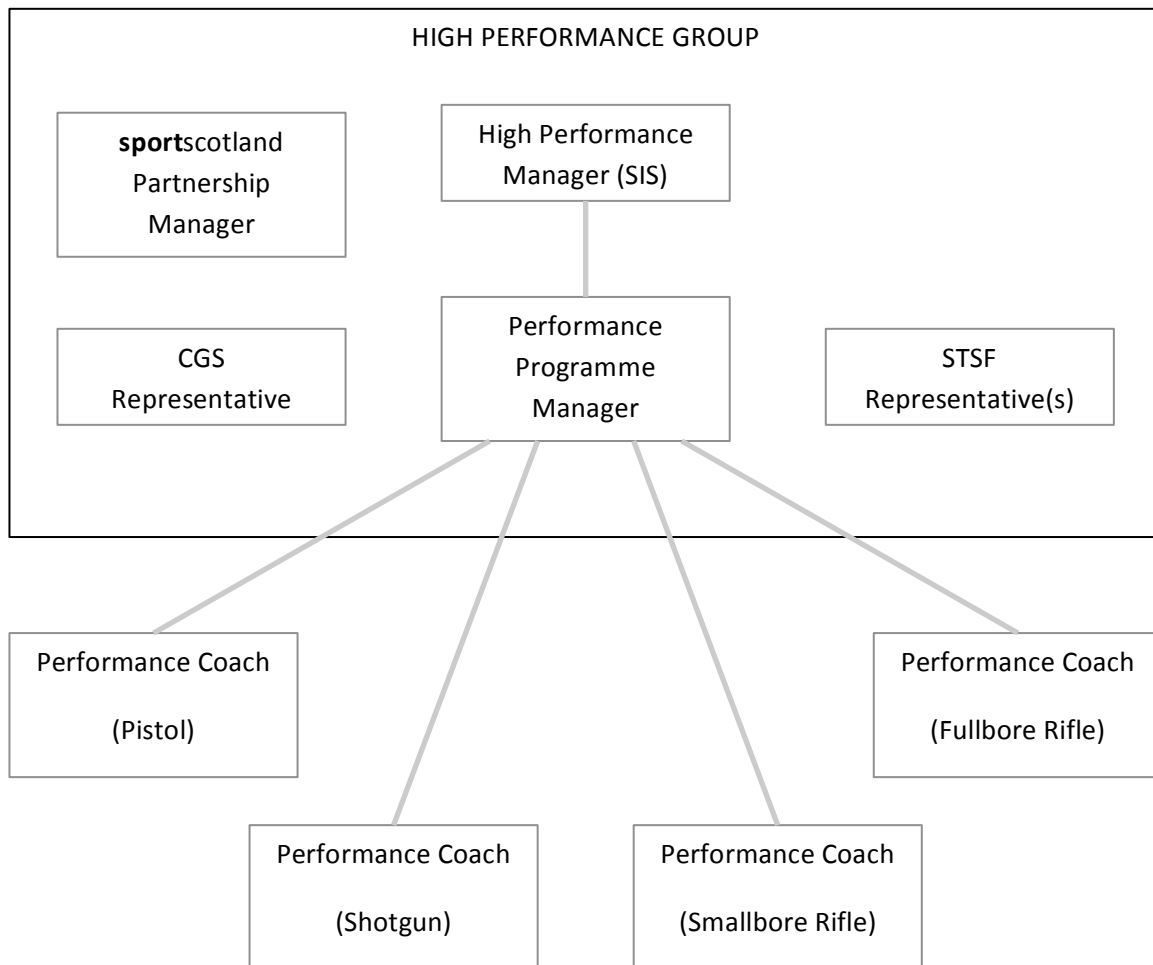 HIGH PERFORMANCE GROUP
sportscotland
Partnership
Manager
High Performance
Manager (SIS)
CGS
Representative
Performance
Programme
Manager
STSF
Representative(s)
Performance Coach
(Pistol)
Performance Coach
(Fullbore Rifle)
Performance Coach
(Shotgun)
Performance Coach
(Smallbore Rifle)